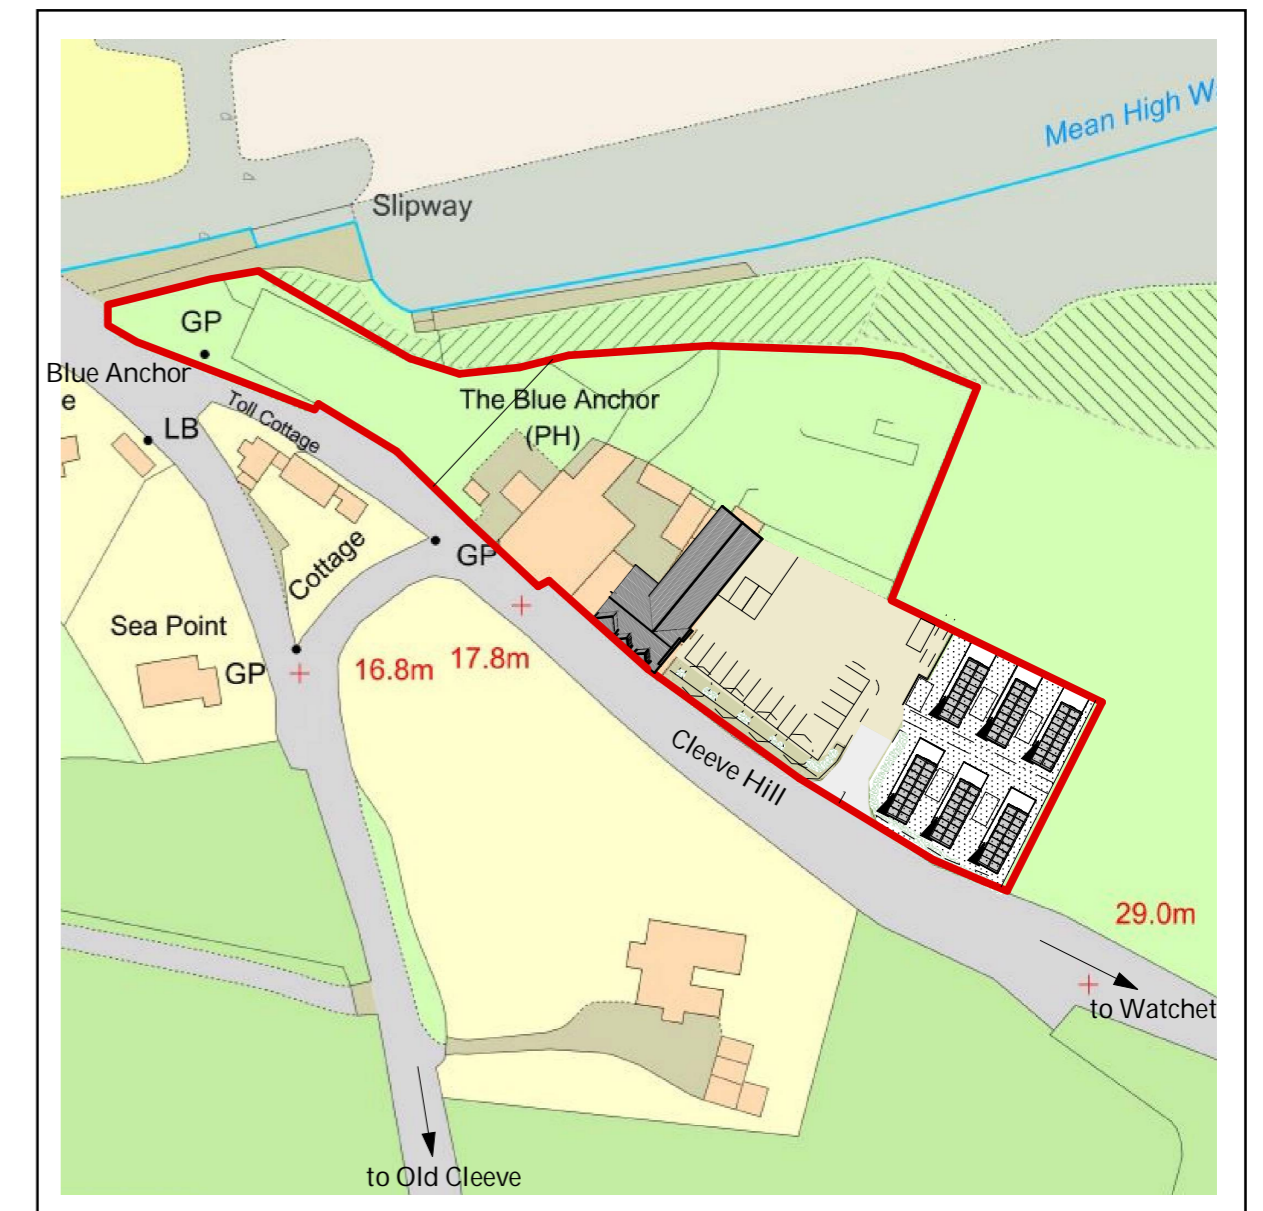 Mean High W
Slipway
GP
Blue Anchor
e
Toll Cottage
LB
The Blue Anchor
(PH)
GP
Cottage
Sea Point
GP
16.8m
17.8m
Cleeve Hill
29.0m
to Watchet
to Old Cleeve